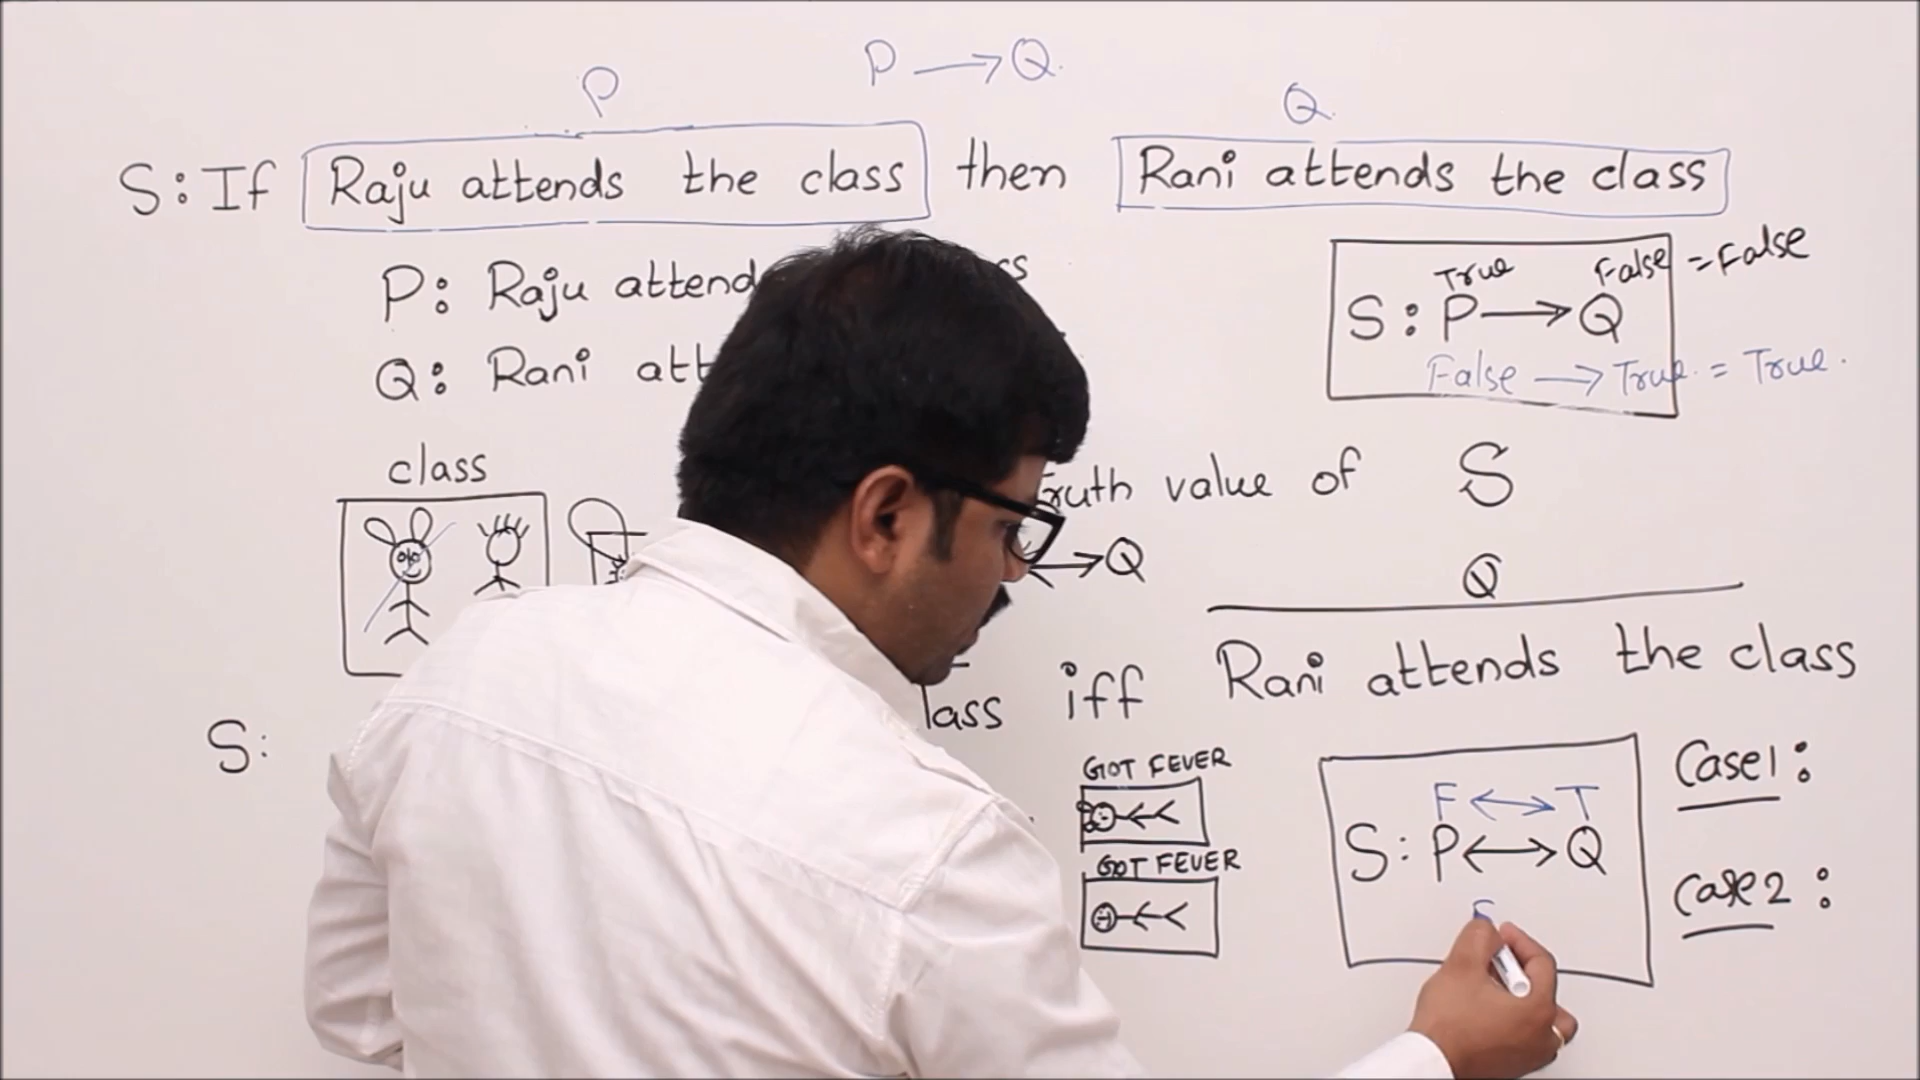 P → Q.
P
Q
S: If Raju attends the class then Rani attends the class
P: Raju attend
True False = False
S: P → Q
False → True. = True.
Q: Rani att
class
Truth value of S
↔ Q
Q
S: lass iff Rani attends the class
GOT FEVER
GOT FEVER
F ↔ T
S: P ↔ Q
Case1:
Case2: